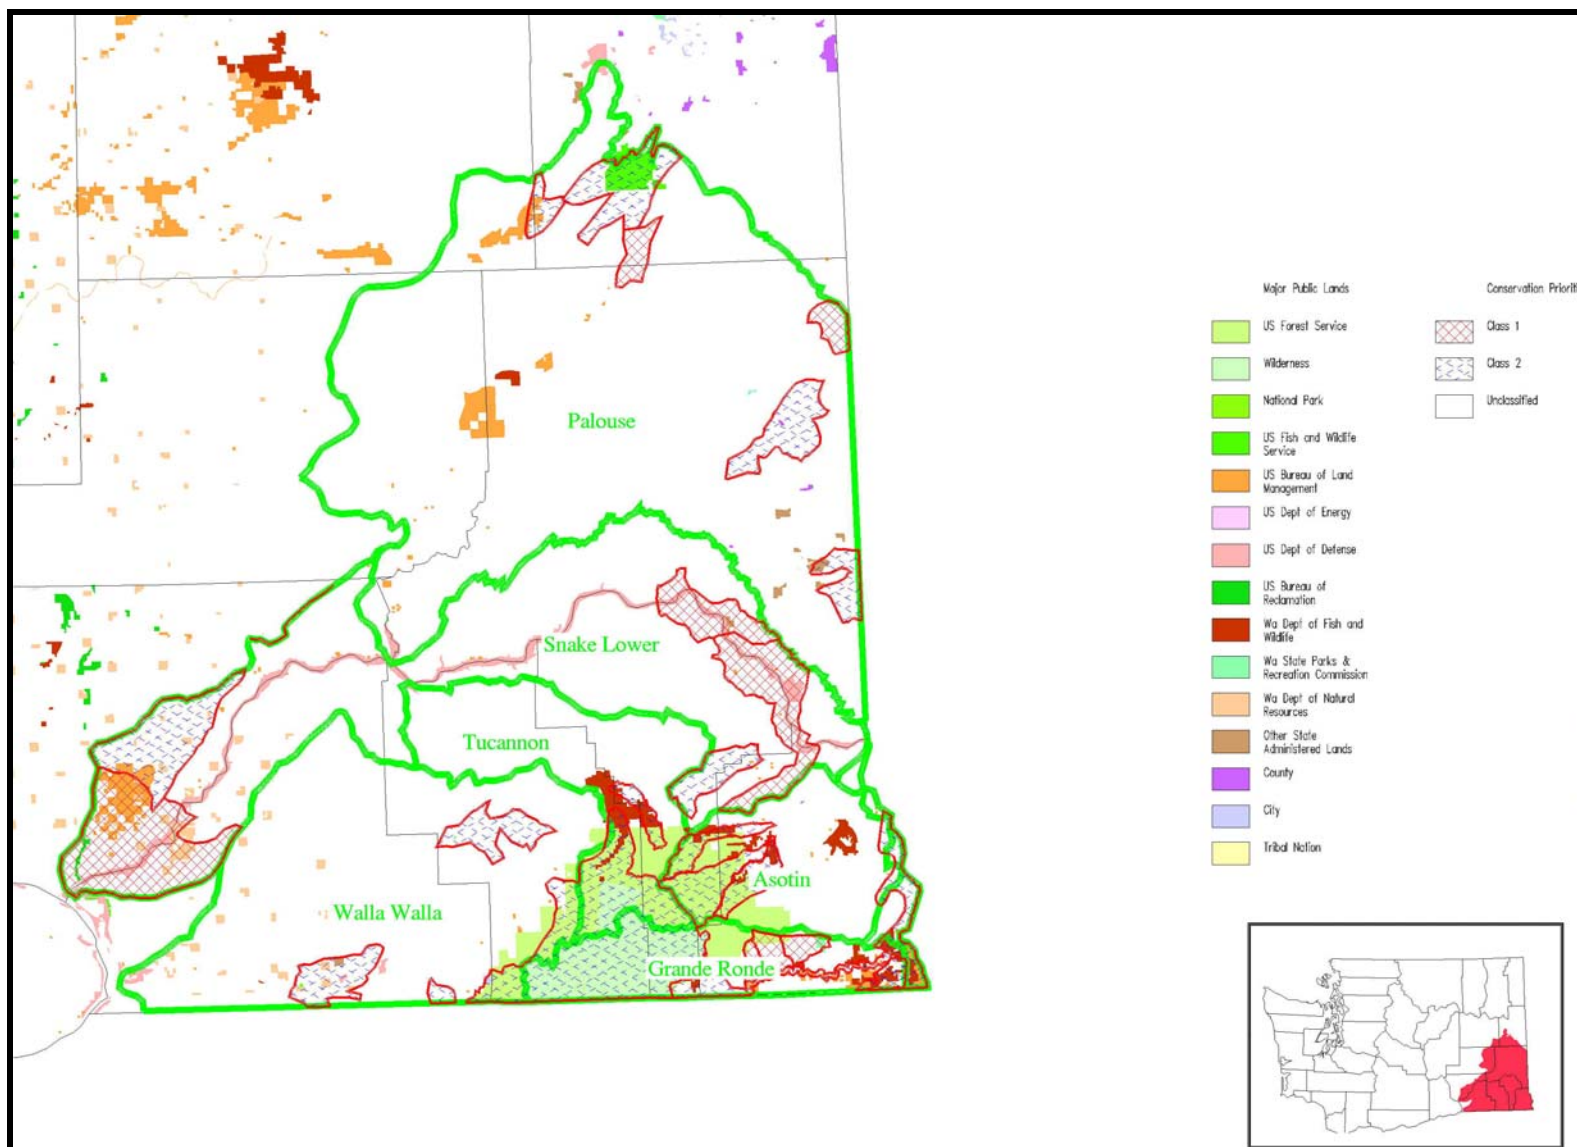 Palouse
Snake Lower
Tucannon
Asotin
Walla Walla
Grande Ronde
Major Public Lands
US Forest Service
Wilderness
National Park
US Fish and Wildlife
Service
US Bureau of Land
Management
US Dept of Energy
US Dept of Defense
US Bureau of
Reclamation
Wa Dept of Fish and
Wildlife
Wa State Parks &
Recreation Commission
Wa Dept of Natural
Resources
Other State
Administered Lands
County
City
Tribal Nation
Conservation Prioriti
Class 1
Class 2
Unclassified